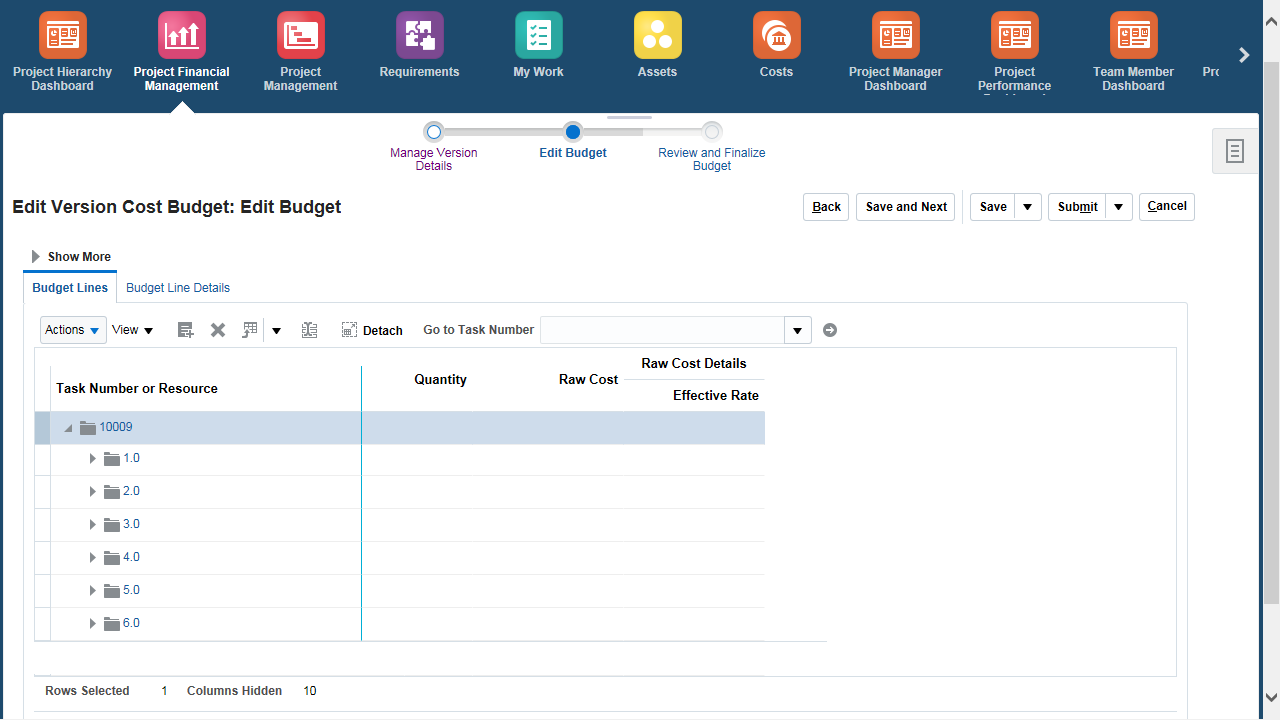 Project Hierarchy
Dashboard
Project Financial
Management
Project
Management
Requirements
My Work
Assets
Costs
Project Manager
Dashboard
Project
Performance
Team Member
Dashboard
Manage Version
Details
Edit Budget
Review and Finalize
Budget
Edit Version Cost Budget: Edit Budget
Back
Save and Next
Save
Submit
Cancel
Show More
Budget Lines
Budget Line Details
Actions
View
Detach
Go to Task Number
Task Number or Resource
Quantity
Raw Cost
Raw Cost Details
Effective Rate
10009
1.0
2.0
3.0
4.0
5.0
6.0
Rows Selected 1 Columns Hidden 10